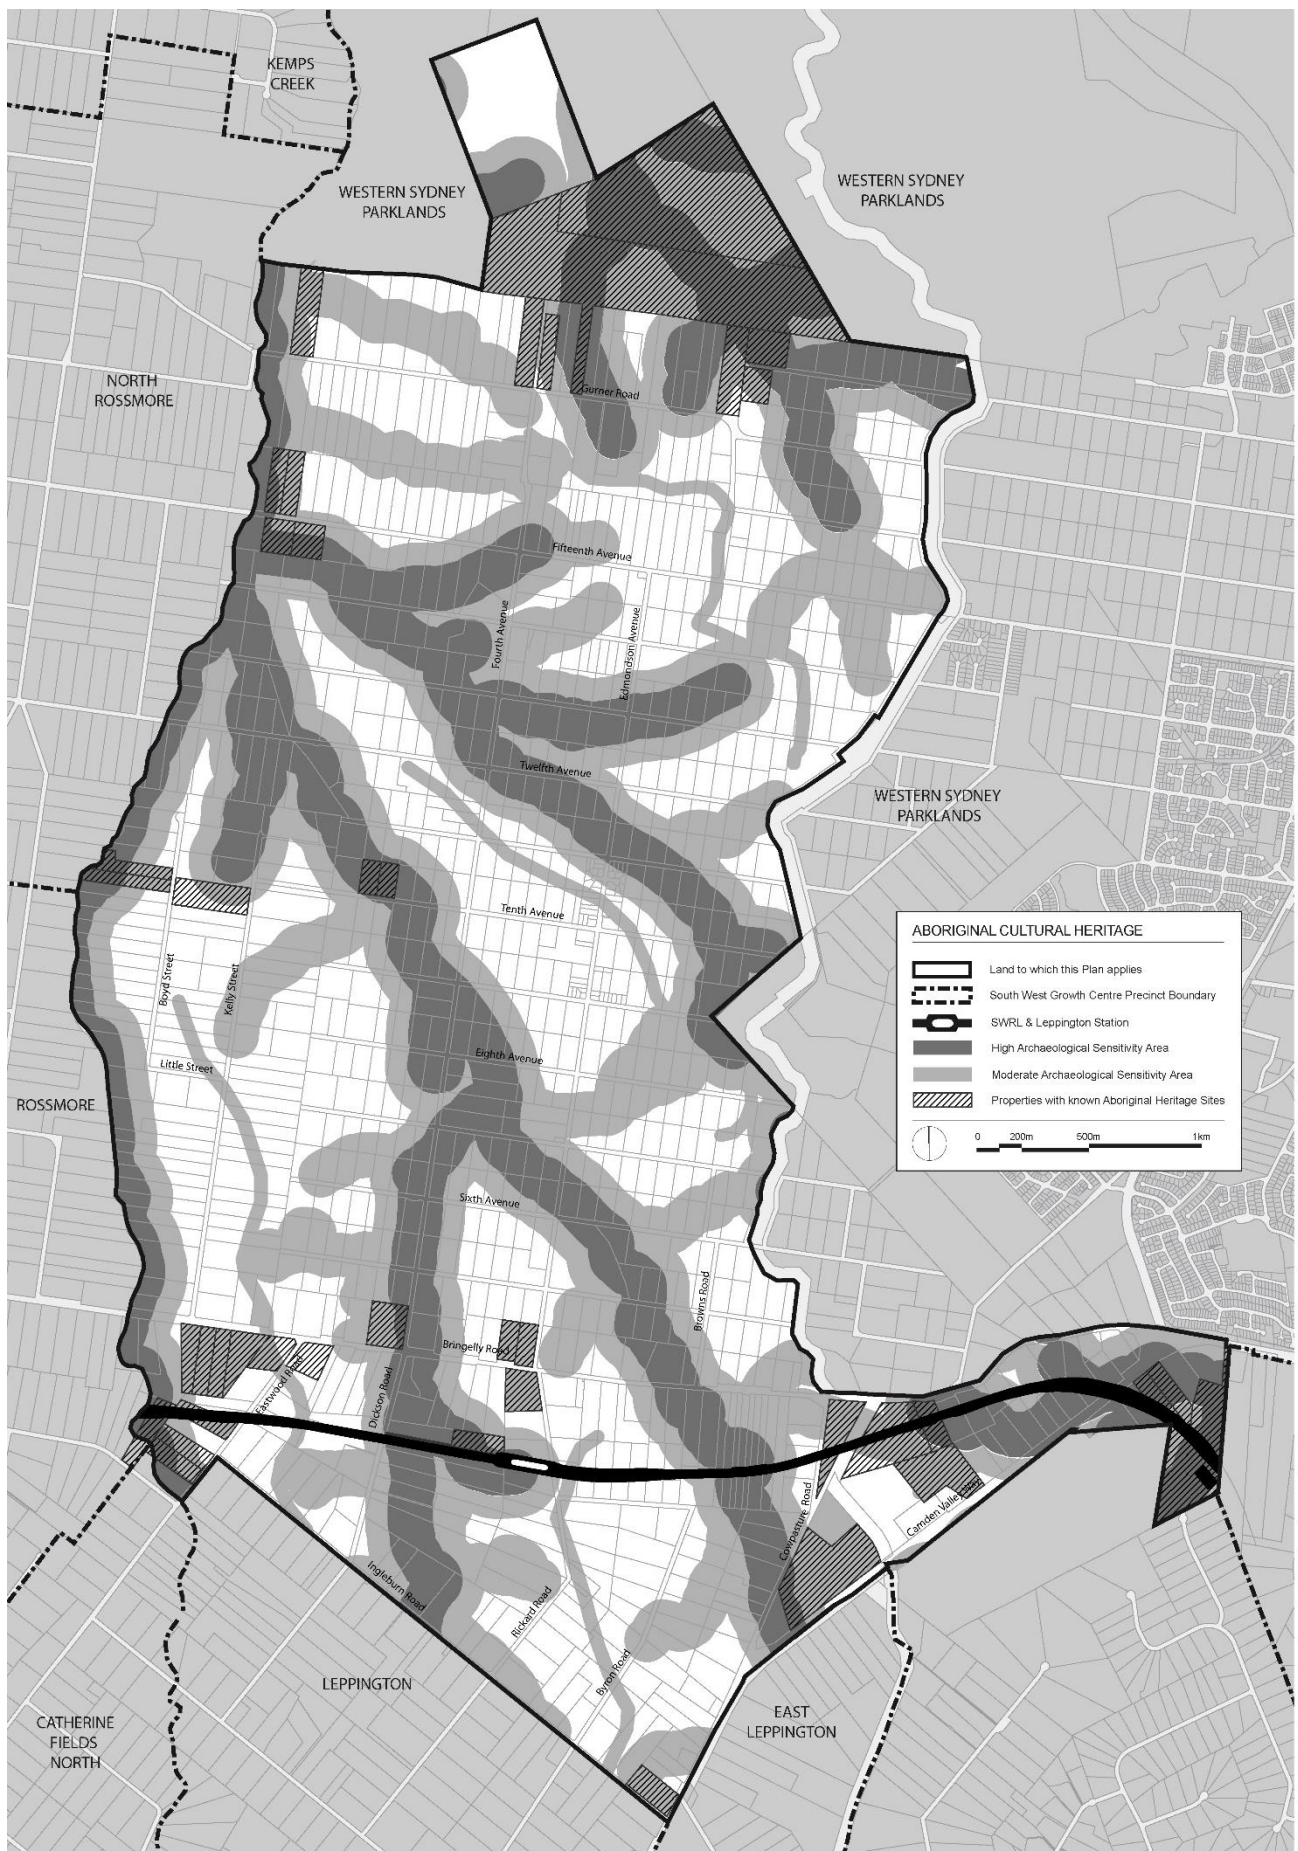 KEMPS
CREEK
WESTERN SYDNEY
PARKLANDS
WESTERN SYDNEY
PARKLANDS
NORTH
ROSSMORE
Gurner Road
Fifteenth Avenue
Fourth Avenue
Edmondson Avenue
Twelfth Avenue
WESTERN SYDNEY
PARKLANDS
Tenth Avenue
Boyd Street
Kelly Street
Eighth Avenue
Little Street
ROSSMORE
Sixth Avenue
Browns Road
Bringelly Road
Eastwood Road
Dickson Road
Cowpasture Road
Camden Valley Way
Ingleburn Road
Rickard Road
Byron Road
LEPPINGTON
EAST
LEPPINGTON
CATHERINE
FIELDS
NORTH
ABORIGINAL CULTURAL HERITAGE
Land to which this Plan applies
South West Growth Centre Precinct Boundary
SWRL & Leppington Station
High Archaeological Sensitivity Area
Moderate Archaeological Sensitivity Area
Properties with known Aboriginal Heritage Sites
0 200m 500m 1km